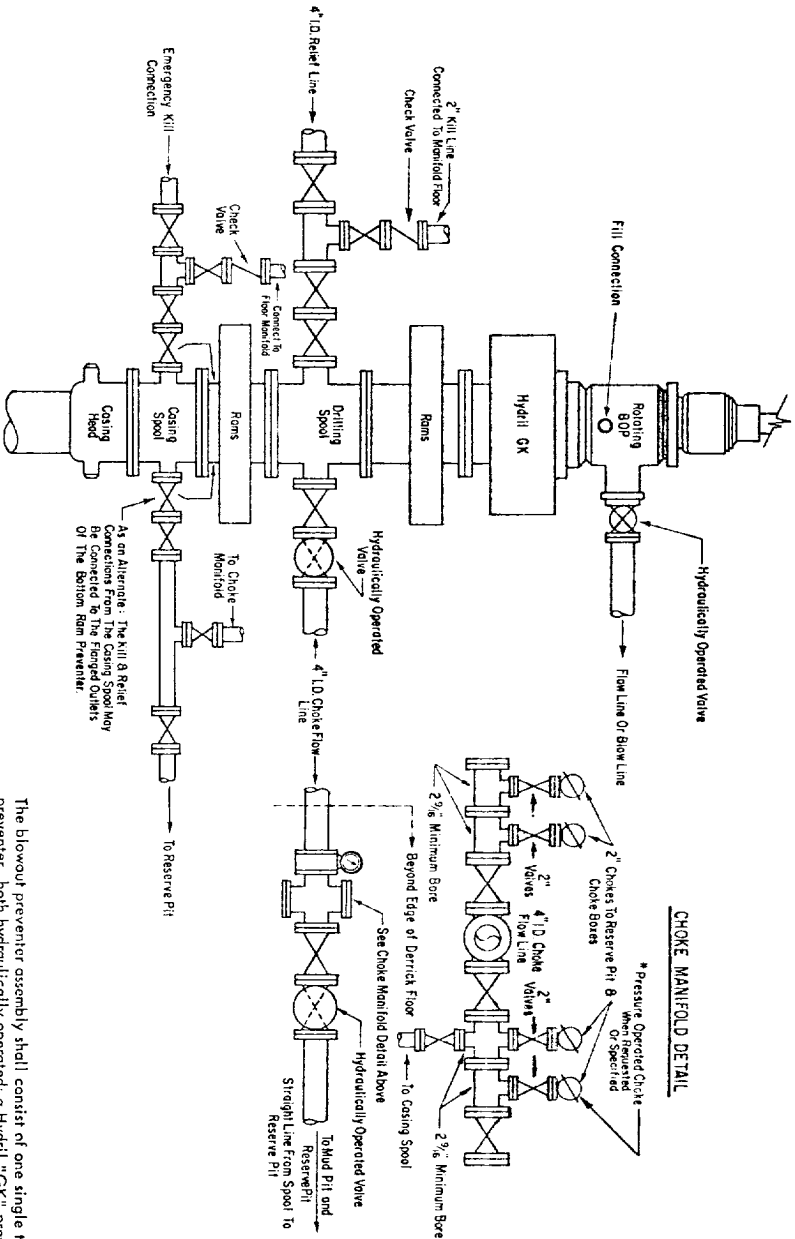 Fill Connection
Rotating
BOP
Hydraulically Operated Valve
Flow Line Or Blow Line
Hydril GK
Rams
2" Kill Line
Connected To Manifold Floor
Check Valve
4" I.D. Relief Line
Drilling
Spool
Hydraulically Operated
Valve
4" I.D. Choke Flow
Line
Rams
Emergency Kill
Connection
Check
Valve
Connect To
Floor Manifold
Casing
Spool
Casing
Head
To Choke
Manifold
To Reserve Pit
As an Alternate: The Kill & Relief
Connections From The Casing Spool May
Be Connected To The Flanged Outlets
Of The Bottom Ram Preventer.
CHOKE MANIFOLD DETAIL
*Pressure Operated Choke
When Requested
Or Specified
2" Chokes To Reserve Pit &
Choke Boxes
2"
Valves
4" I.D. Choke
Flow Line
2"
Valves
2 9/16" Minimum Bore
2 9/16" Minimum Bore
To Casing Spool
Beyond Edge of Derrick Floor
See Choke Manifold Detail Above
Hydraulically Operated Valve
To Mud Pit and
Reserve Pit
Straight Line From Spool To
Reserve Pit
The blowout preventer assembly shall consist of one single
preventer, both hydraulically operated; a Hydril "GK"